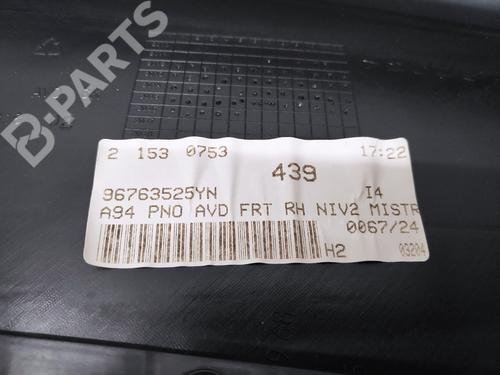 B-PARTS
2 153 0753
439
17:22
96763525YN
I4
A94 PNO AVD FRT RH NIV2 MISTR
0067/24
H2
03204